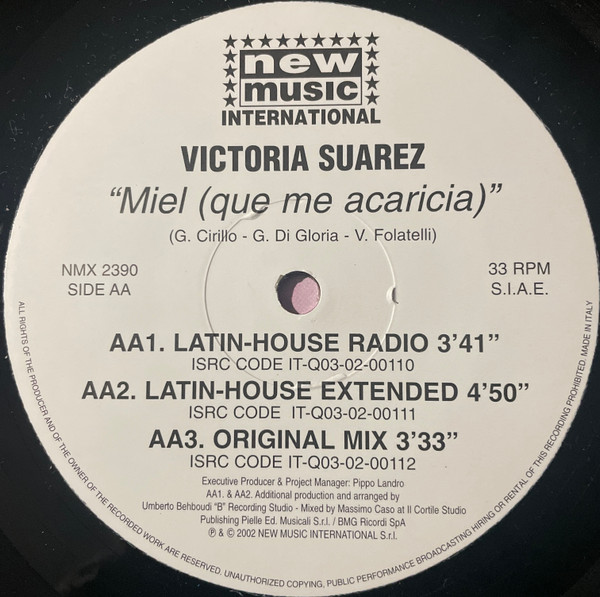 new
music
INTERNATIONAL
VICTORIA SUAREZ
"Miel (que me acaricia)"
(G. Cirillo - G. Di Gloria - V. Folatelli)
NMX 2390
SIDE AA
33 RPM
S.I.A.E.
AA1. LATIN-HOUSE RADIO 3'41"
ISRC CODE IT-Q03-02-00110
AA2. LATIN-HOUSE EXTENDED 4'50"
ISRC CODE IT-Q03-02-00111
AA3. ORIGINAL MIX 3'33"
ISRC CODE IT-Q03-02-00112
Executive Producer & Project Manager: Pippo Landro
AA1. & AA2. Additional production and arranged by
Umberto Behboudi "B" Recording Studio - Mixed by Massimo Caso at Il Cortile Studio
Publishing Pielle Ed. Musicali S.r.l. / BMG Ricordi SpA
℗ & © 2002 NEW MUSIC INTERNATIONAL S.r.l.
ALL RIGHTS OF THE PRODUCER AND OF THE OWNER OF THE RECORDED WORK ARE RESERVED. UNAUTHORIZED COPYING, PUBLIC PERFORMANCE BROADCASTING HIRING OR RENTAL OF THIS RECORDING PROHIBITED. MADE IN ITALY